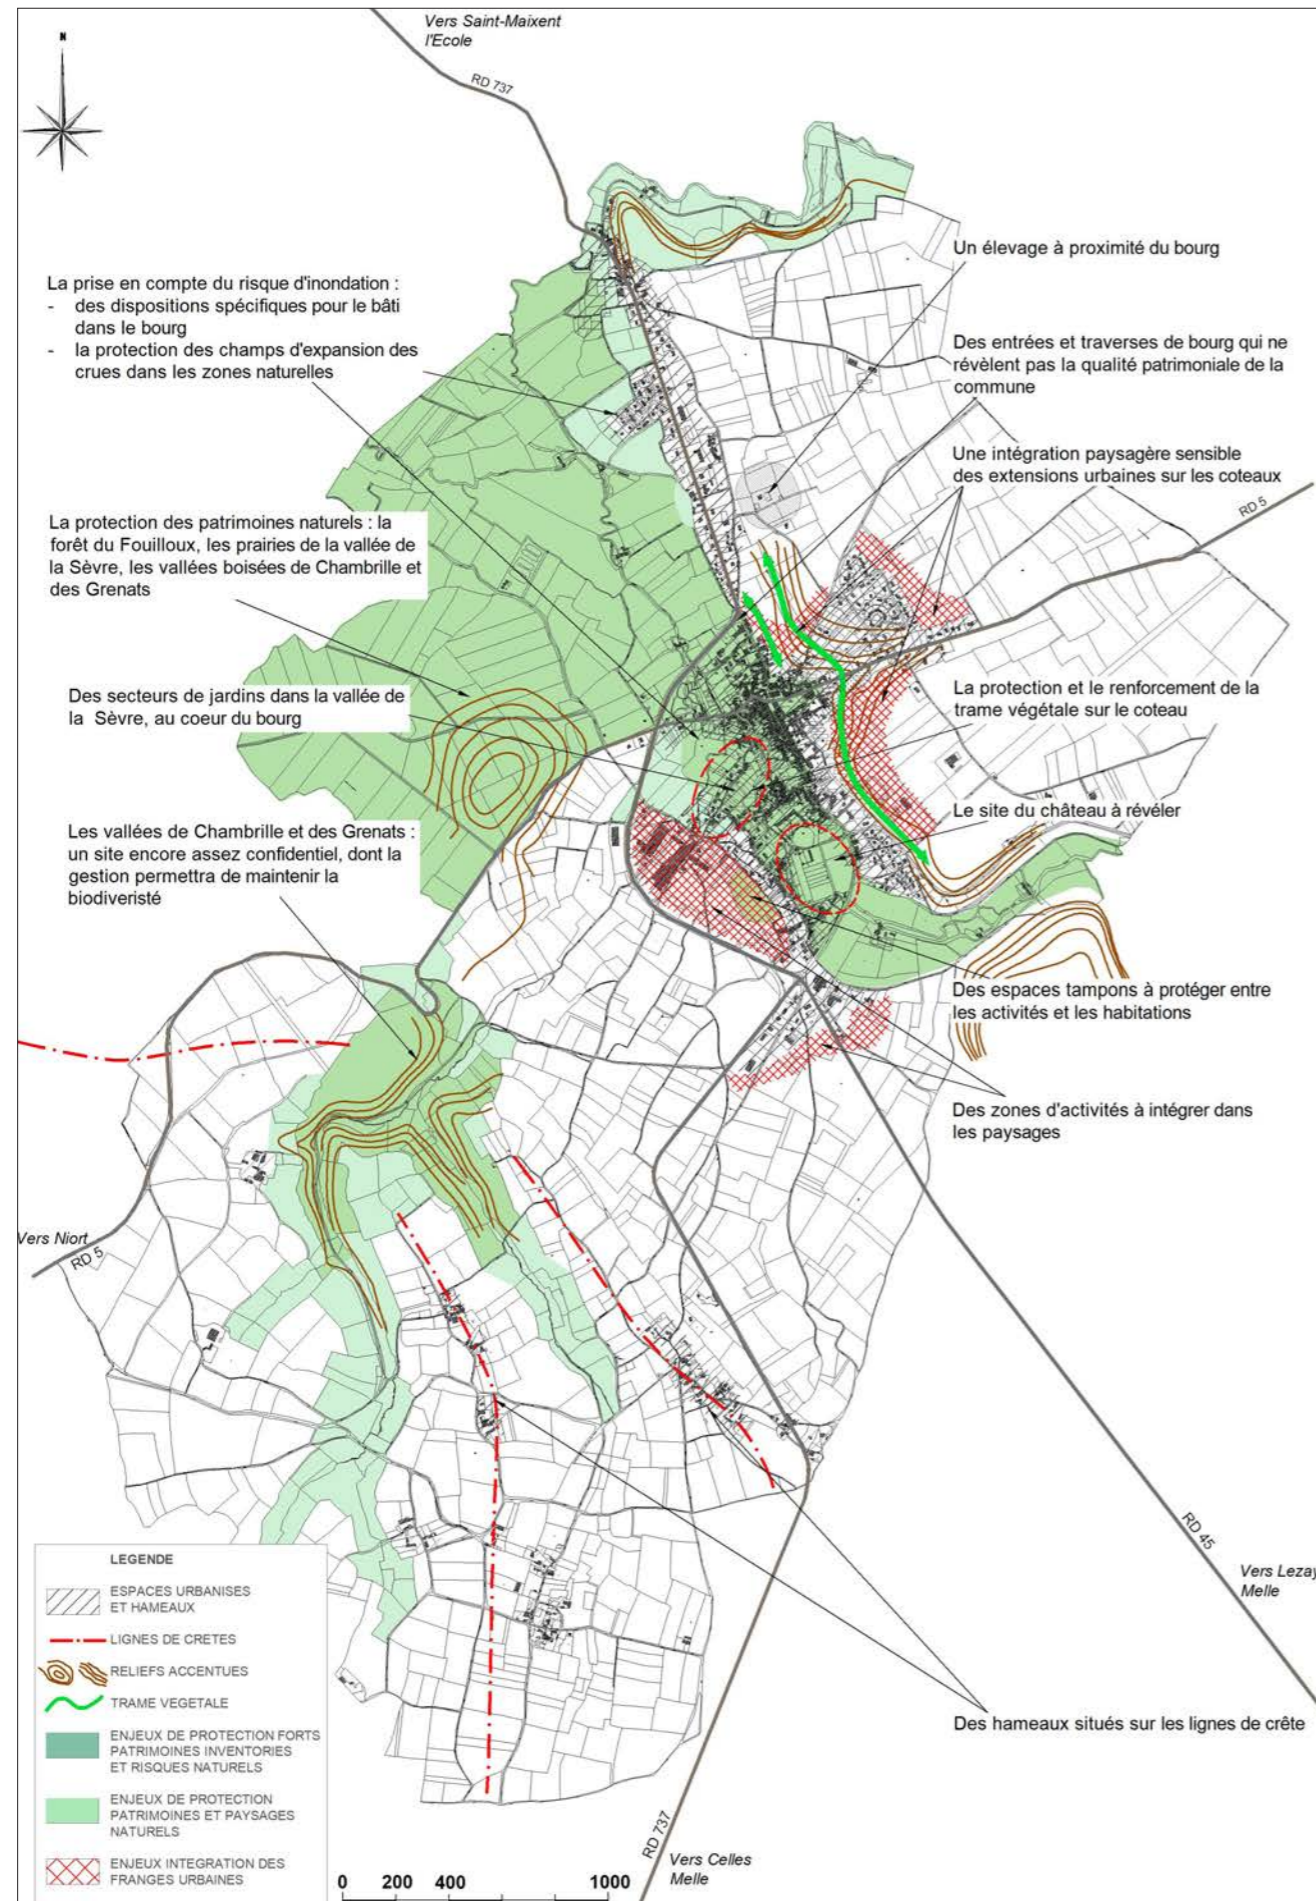 Vers Saint-Maixent
l'Ecole
N
RD 737
Un élevage à proximité du bourg
La prise en compte du risque d'inondation :
- des dispositions spécifiques pour le bâti
dans le bourg
- la protection des champs d'expansion des
crues dans les zones naturelles
Des entrées et traverses de bourg qui ne
révèlent pas la qualité patrimoniale de la
commune
Une intégration paysagère sensible
des extensions urbaines sur les coteaux
RD 5
La protection des patrimoines naturels : la
forêt du Fouilloux, les prairies de la vallée de
la Sèvre, les vallées boisées de Chambrille et
des Grenats
Des secteurs de jardins dans la vallée de
la Sèvre, au coeur du bourg
La protection et le renforcement de la
trame végétale sur le coteau
Le site du château à révéler
Les vallées de Chambrille et des Grenats :
un site encore assez confidentiel, dont la
gestion permettra de maintenir la
biodiveristé
Des espaces tampons à protéger entre
les activités et les habitations
Des zones d'activités à intégrer dans
les paysages
Vers Niort
RD 5
RD 45
Vers Lezay
Melle
Des hameaux situés sur les lignes de crête
RD 737
Vers Celles
Melle
LEGENDE
ESPACES URBANISES
ET HAMEAUX
LIGNES DE CRETES
RELIEFS ACCENTUES
TRAME VEGETALE
ENJEUX DE PROTECTION FORTS
PATRIMOINES INVENTORIES
ET RISQUES NATURELS
ENJEUX DE PROTECTION
PATRIMOINES ET PAYSAGES
NATURELS
ENJEUX INTEGRATION DES
FRANGES URBAINES
0 200 400 1000